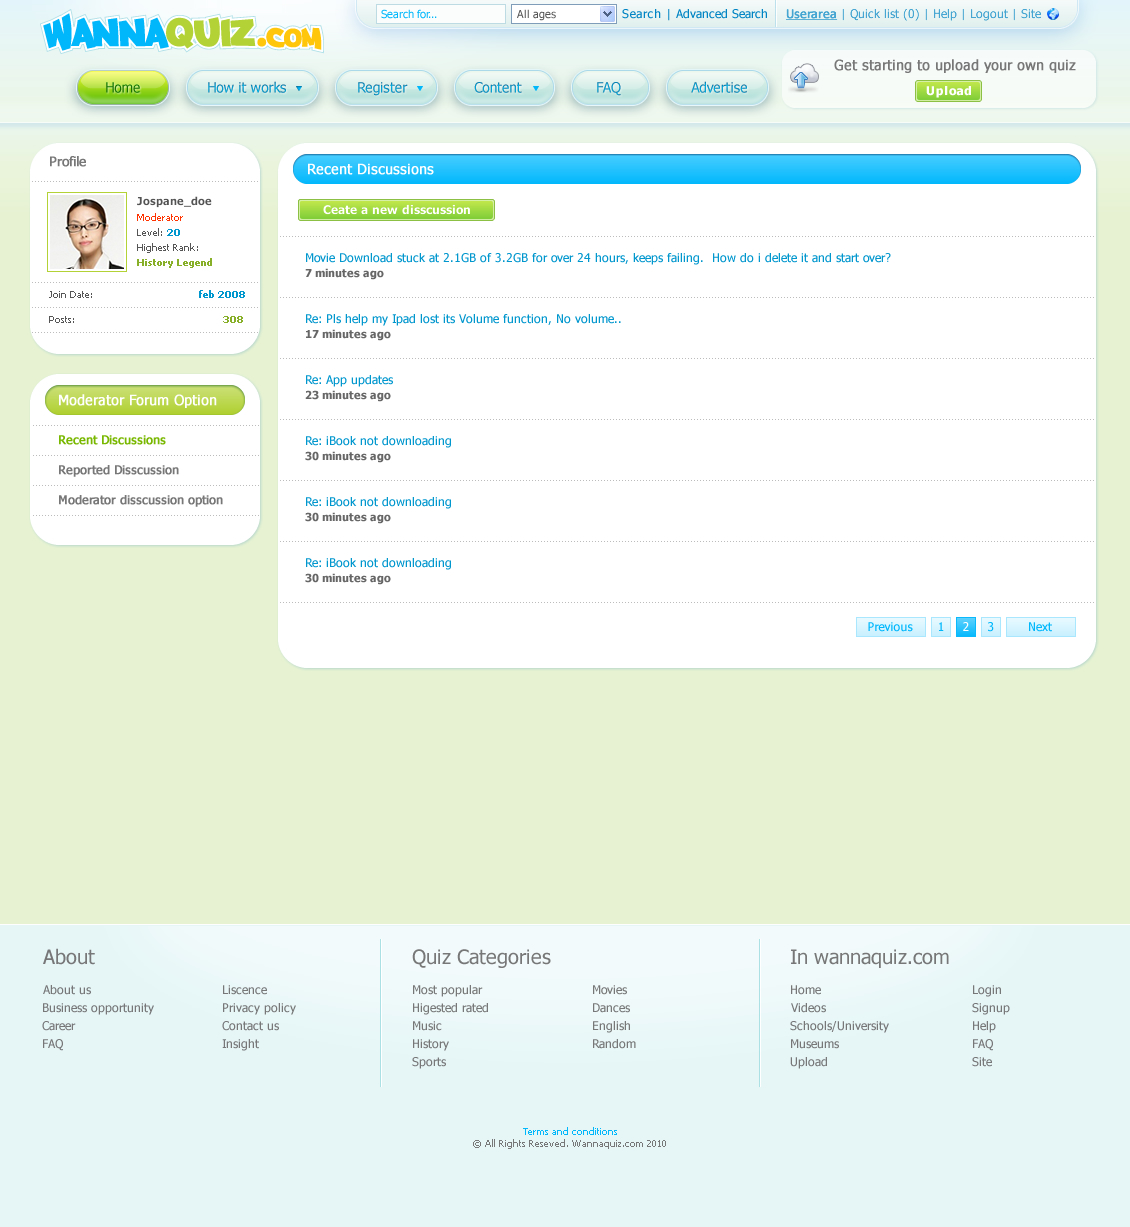 WANNAQUIZ.COM
Search for...
All ages
Search | Advanced Search
Userarea | Quick list (0) | Help | Logout | Site
Home
How it works
Register
Content
FAQ
Advertise
Get starting to upload your own quiz
Upload
Profile
Jospane_doe
Moderator
Level: 20
Highest Rank:
History Legend
Join Date: feb 2008
Posts: 308
Moderator Forum Option
Recent Discussions
Reported Disscussion
Moderator disscussion option
Recent Discussions
Ceate a new disscussion
Movie Download stuck at 2.1GB of 3.2GB for over 24 hours, keeps failing.  How do i delete it and start over?
7 minutes ago
Re: Pls help my Ipad lost its Volume function, No volume..
17 minutes ago
Re: App updates
23 minutes ago
Re: iBook not downloading
30 minutes ago
Re: iBook not downloading
30 minutes ago
Re: iBook not downloading
30 minutes ago
Previous 1 2 3 Next
About
About us
Business opportunity
Career
FAQ
Liscence
Privacy policy
Contact us
Insight
Quiz Categories
Most popular
Higested rated
Music
History
Sports
Movies
Dances
English
Random
In wannaquiz.com
Home
Videos
Schools/University
Museums
Upload
Login
Signup
Help
FAQ
Site
Terms and conditions
© All Rights Reseved. Wannaquiz.com 2010